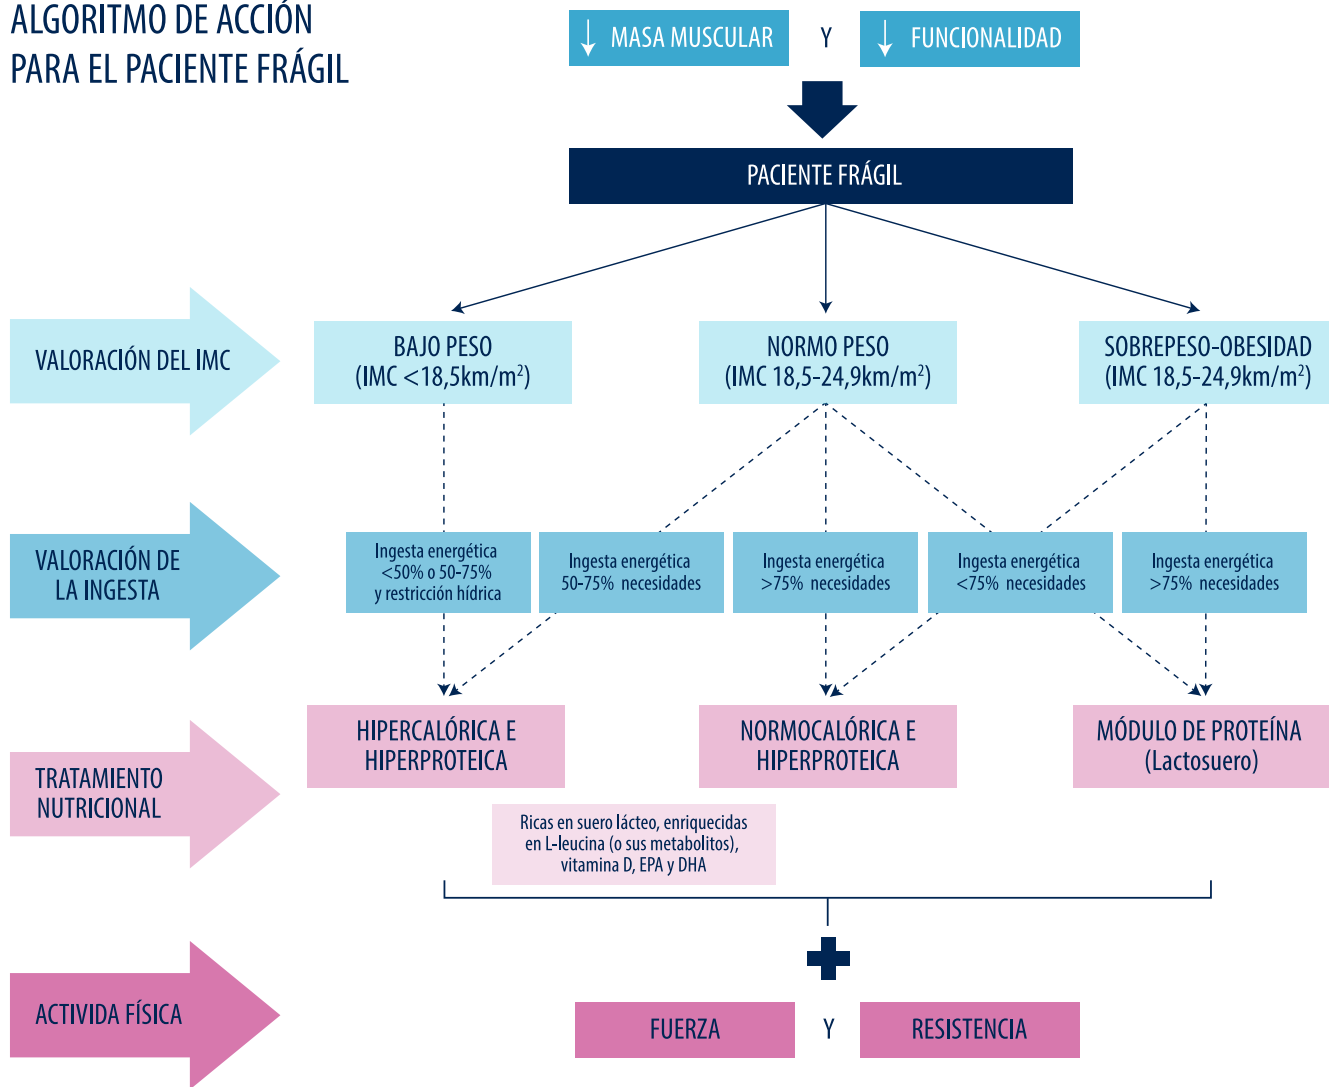 ALGORITMO DE ACCIÓN
PARA EL PACIENTE FRÁGIL
MASA MUSCULAR
Y
FUNCIONALIDAD
PACIENTE FRÁGIL
VALORACIÓN DEL IMC
BAJO PESO
(IMC <18,5km/m²)
NORMO PESO
(IMC 18,5-24,9km/m²)
SOBREPESO-OBESIDAD
(IMC 18,5-24,9km/m²)
VALORACIÓN DE
LA INGESTA
Ingesta energética
<50% o 50-75%
y restricción hídrica
Ingesta energética
50-75% necesidades
Ingesta energética
>75% necesidades
Ingesta energética
<75% necesidades
Ingesta energética
>75% necesidades
TRATAMIENTO
NUTRICIONAL
HIPERCALÓRICA E
HIPERPROTEICA
NORMOCALÓRICA E
HIPERPROTEICA
MÓDULO DE PROTEÍNA
(Lactosuero)
Ricas en suero lácteo, enriquecidas
en L-leucina (o sus metabolitos),
vitamina D, EPA y DHA
ACTIVIDA FÍSICA
FUERZA
Y
RESISTENCIA